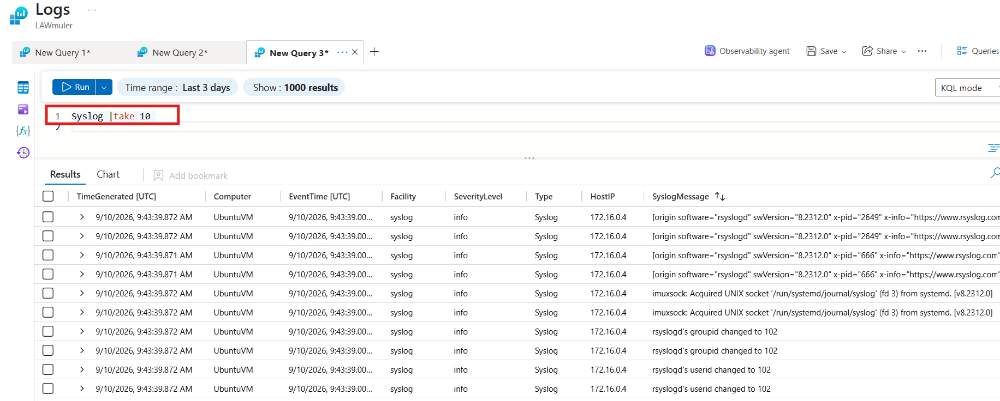 Logs ...
LAWmuler
New Query 1* New Query 2* New Query 3* ... Observability agent Save Share ... Queries
Run Time range : Last 3 days Show : 1000 results KQL mode
1 Syslog |take 10
2
{fx}
...
Results Chart Add bookmark
TimeGenerated [UTC] Computer EventTime [UTC] Facility SeverityLevel Type HostIP SyslogMessage
9/10/2026, 9:43:39.872 AM UbuntuVM 9/10/2026, 9:43:39.00... syslog info Syslog 172.16.0.4 [origin software="rsyslogd" swVersion="8.2312.0" x-pid="2649" x-info="https://www.rsyslog.com
9/10/2026, 9:43:39.872 AM UbuntuVM 9/10/2026, 9:43:39.00... syslog info Syslog 172.16.0.4 [origin software="rsyslogd" swVersion="8.2312.0" x-pid="2649" x-info="https://www.rsyslog.com
9/10/2026, 9:43:39.871 AM UbuntuVM 9/10/2026, 9:43:39.00... syslog info Syslog 172.16.0.4 [origin software="rsyslogd" swVersion="8.2312.0" x-pid="666" x-info="https://www.rsyslog.com"
9/10/2026, 9:43:39.871 AM UbuntuVM 9/10/2026, 9:43:39.00... syslog info Syslog 172.16.0.4 [origin software="rsyslogd" swVersion="8.2312.0" x-pid="666" x-info="https://www.rsyslog.com"
9/10/2026, 9:43:39.872 AM UbuntuVM 9/10/2026, 9:43:39.00... syslog info Syslog 172.16.0.4 imuxsock: Acquired UNIX socket '/run/systemd/journal/syslog' (fd 3) from systemd. [v8.2312.0]
9/10/2026, 9:43:39.872 AM UbuntuVM 9/10/2026, 9:43:39.00... syslog info Syslog 172.16.0.4 imuxsock: Acquired UNIX socket '/run/systemd/journal/syslog' (fd 3) from systemd. [v8.2312.0]
9/10/2026, 9:43:39.872 AM UbuntuVM 9/10/2026, 9:43:39.00... syslog info Syslog 172.16.0.4 rsyslogd's groupid changed to 102
9/10/2026, 9:43:39.872 AM UbuntuVM 9/10/2026, 9:43:39.00... syslog info Syslog 172.16.0.4 rsyslogd's groupid changed to 102
9/10/2026, 9:43:39.872 AM UbuntuVM 9/10/2026, 9:43:39.00... syslog info Syslog 172.16.0.4 rsyslogd's userid changed to 102
9/10/2026, 9:43:39.872 AM UbuntuVM 9/10/2026, 9:43:39.00... syslog info Syslog 172.16.0.4 rsyslogd's userid changed to 102